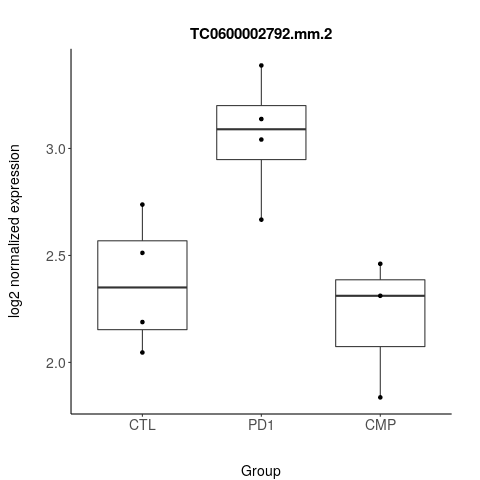 TC0600002792.mm.2
log2 normalized expression
3.0
2.5
2.0
CTL PD1 CMP
Group